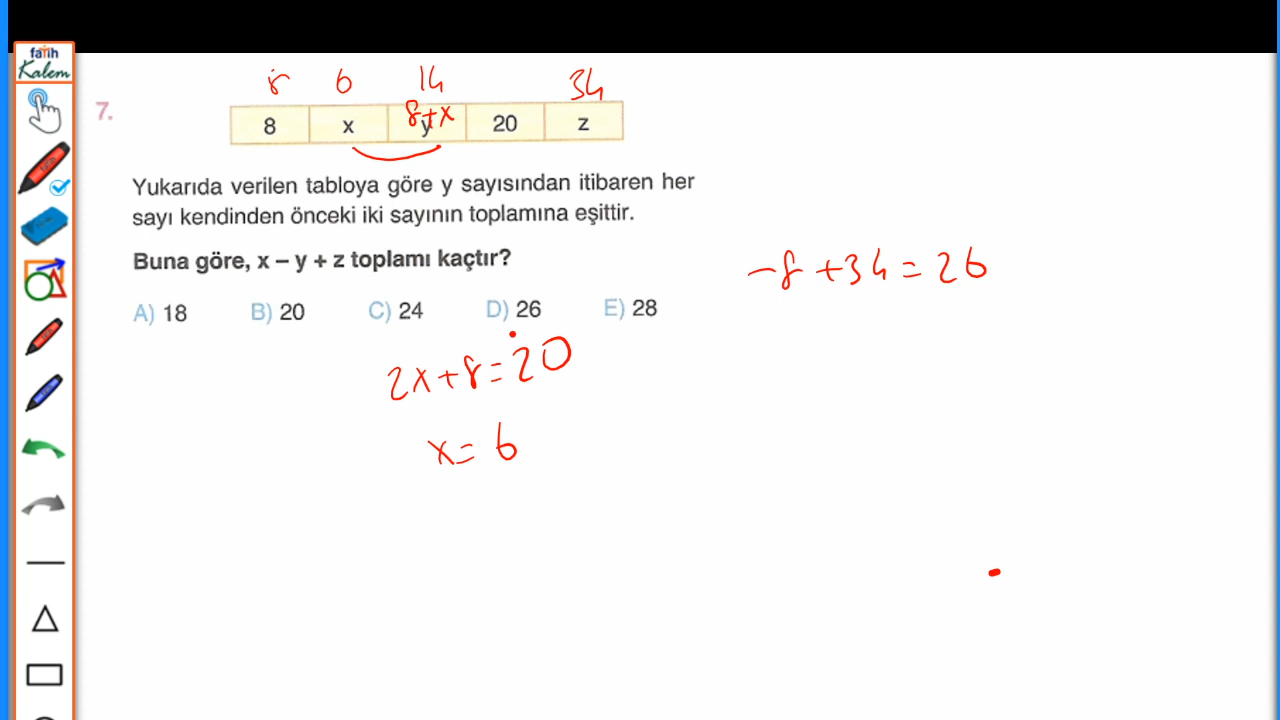 fatih
Kalem
8 6 14 34
8+x
7.
8 x y 20 z
Yukarıda verilen tabloya göre y sayısından itibaren her
sayı kendinden önceki iki sayının toplamına eşittir.
Buna göre, x – y + z toplamı kaçtır?
-8 +34 = 26
A) 18 B) 20 C) 24 D) 26 E) 28
2x+8=20
x= 6